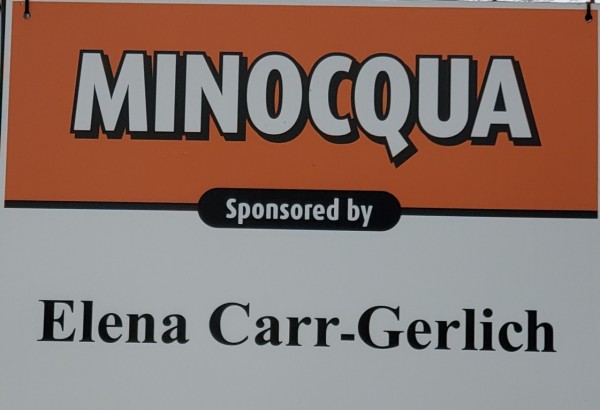 MINOCQUA
Sponsored by
Elena Carr-Gerlich